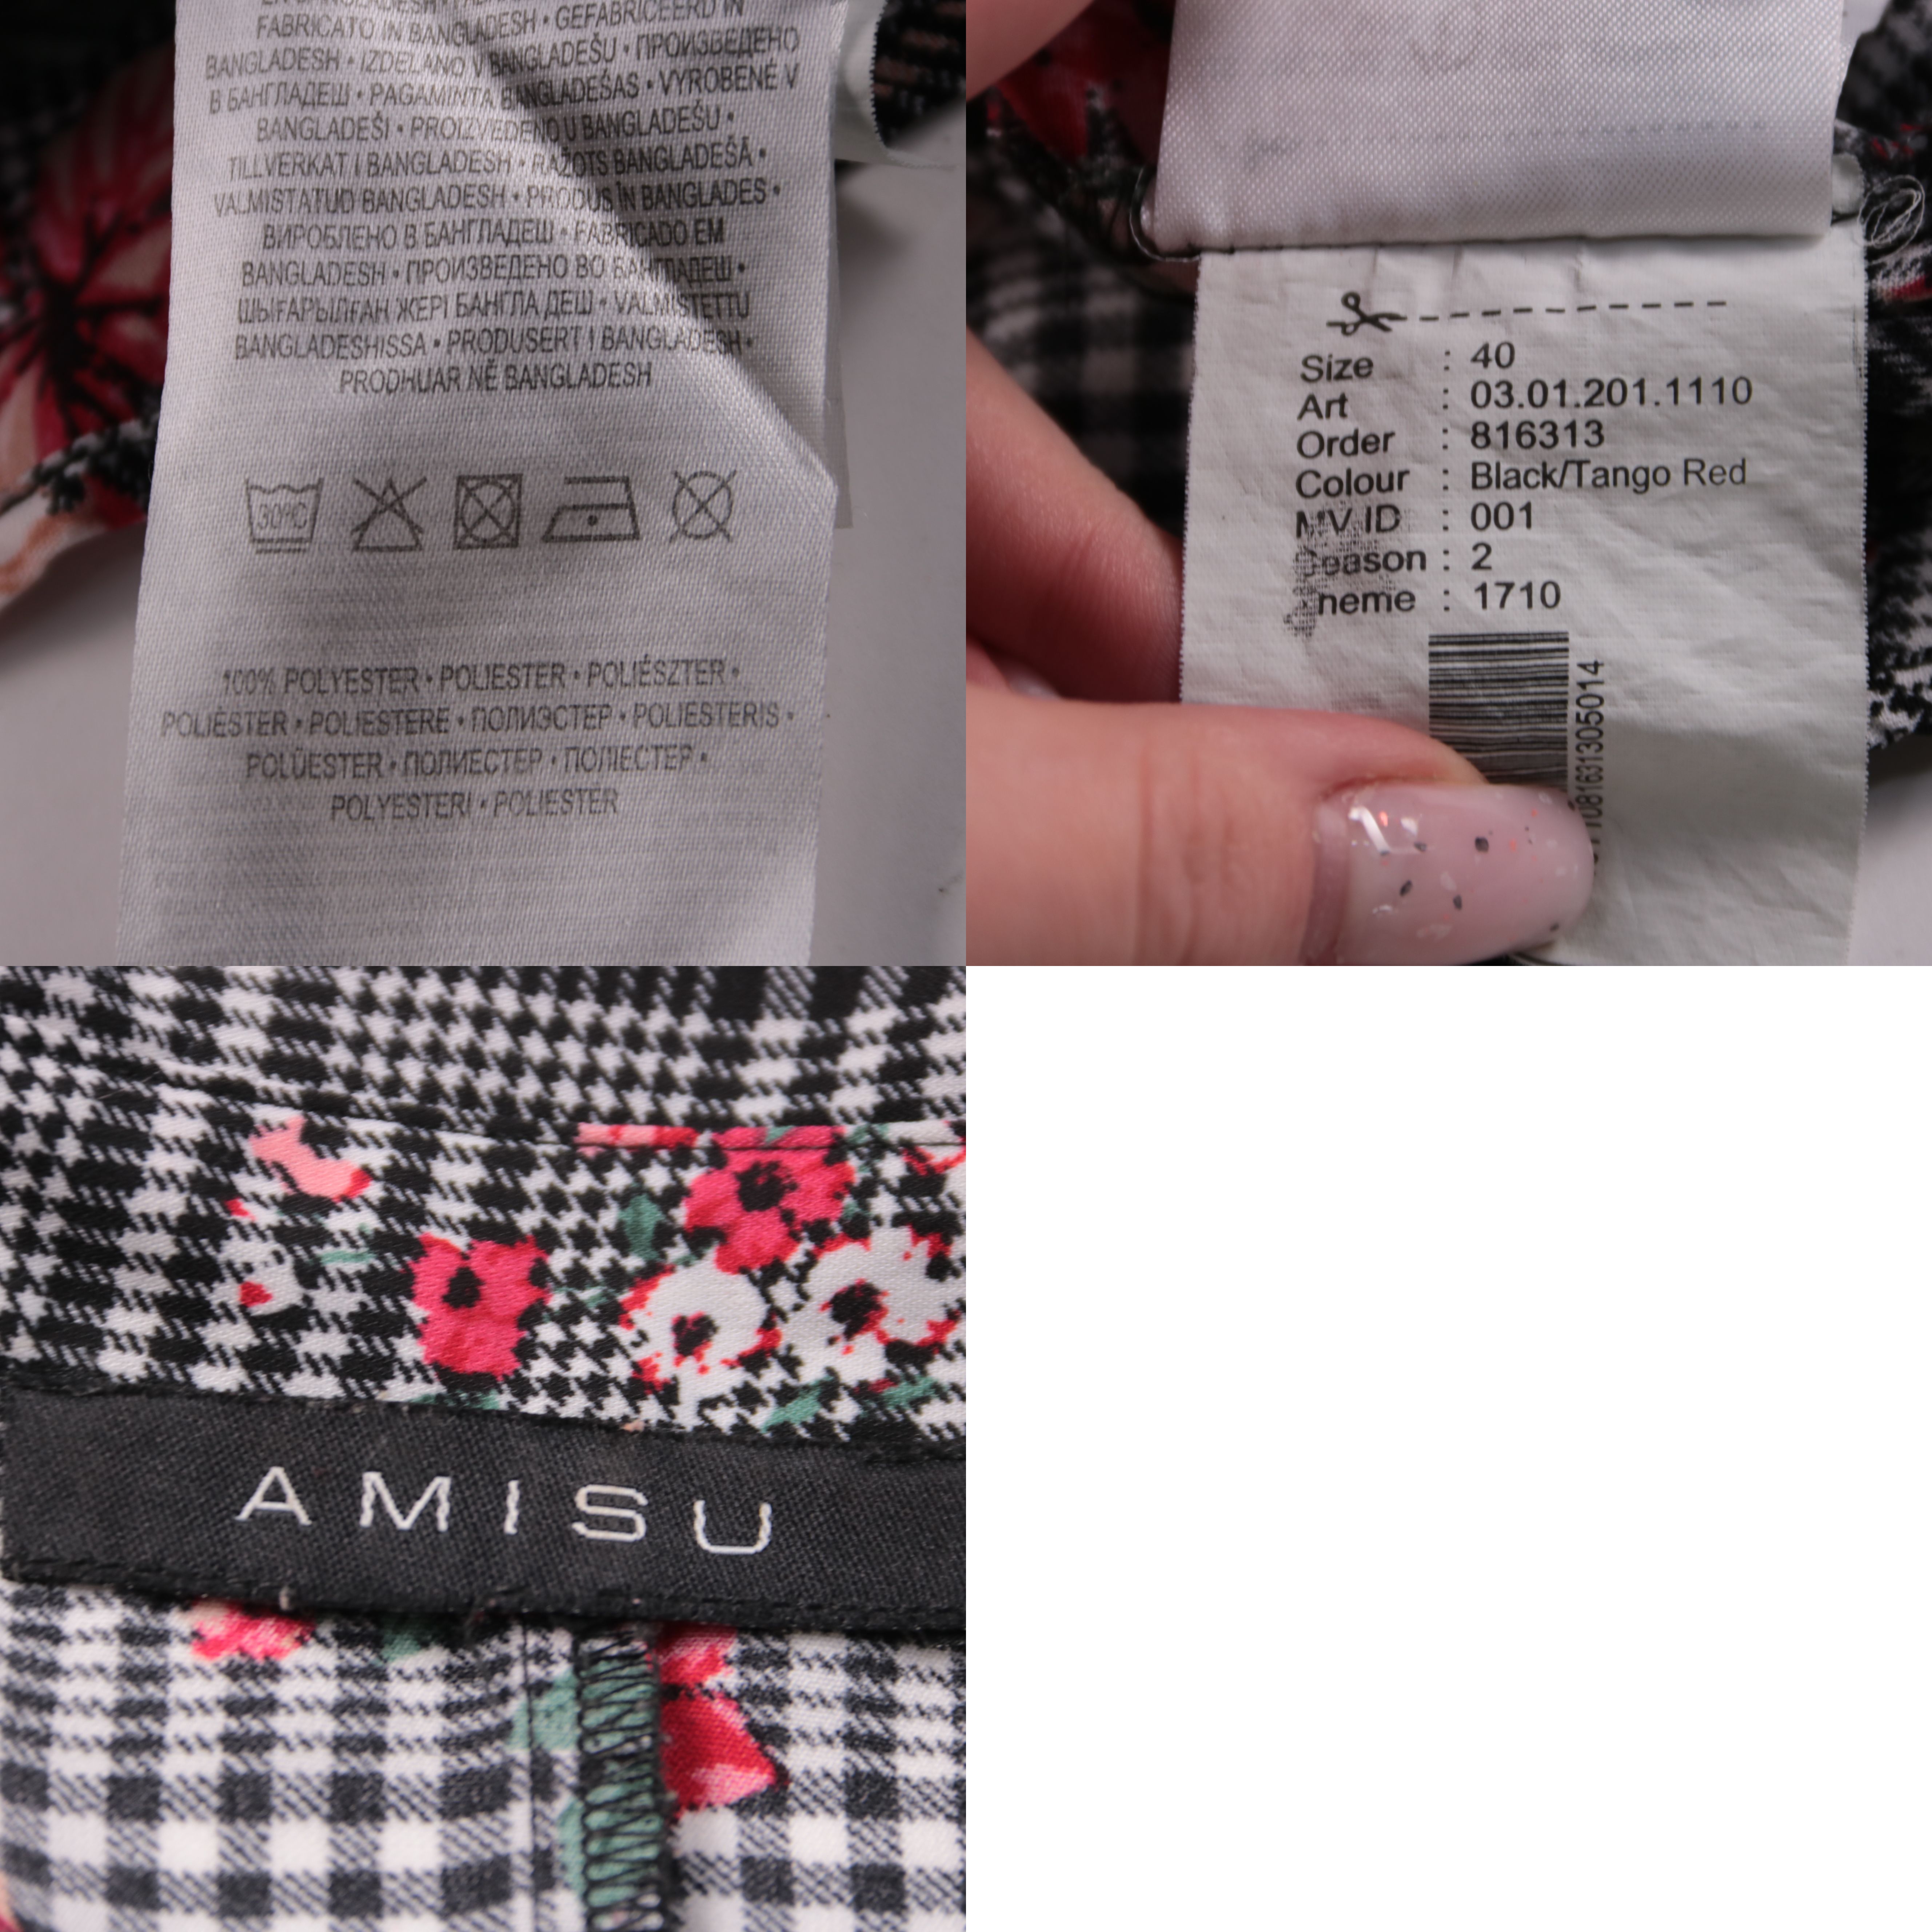 FABRICATO IN BANGLADESH • GEFABRICEERD IN
BANGLADESH • IZDELANO V BANGLADEŠU • ПРОИЗВЕДЕНО
В БАНГЛАДЕШ • PAGAMINTA BANGLADEŠAS • VYROBENÉ V
BANGLADEŠI • PROIZVEDENO U BANGLADEŠU •
TILLVERKAT I BANGLADESH • RAŽOTS BANGLADEŠĀ •
VALMISTATUD BANGLADESH • PRODUS ÎN BANGLADES •
ВИРОБЛЕНО В БАНГЛАДЕШ • FABRICADO EM
BANGLADESH • ПРОИЗВЕДЕНО ВО БАНГЛАДЕШ •
ШЫҒАРЫЛҒАН ЖЕРІ БАНГЛА ДЕШ • VALMISTETTU
BANGLADESHISSA • PRODUSERT I BANGLADESH •
PRODHUAR NË BANGLADESH
30°C
100% POLYESTER • POLIESTER • POLIÉSZTER •
POLIÉSTER • POLIESTERE • ПОЛИЭСТЕР • POLIESTERIS •
POLÜESTER • ПОЛИЕСТЕР • ПОЛІЕСТЕР •
POLYESTERI • POLIESTER
Size : 40
Art : 03.01.201.1110
Order : 816313
Colour : Black/Tango Red
MV ID : 001
Season : 2
neme : 1710
1081631305014
AMISU